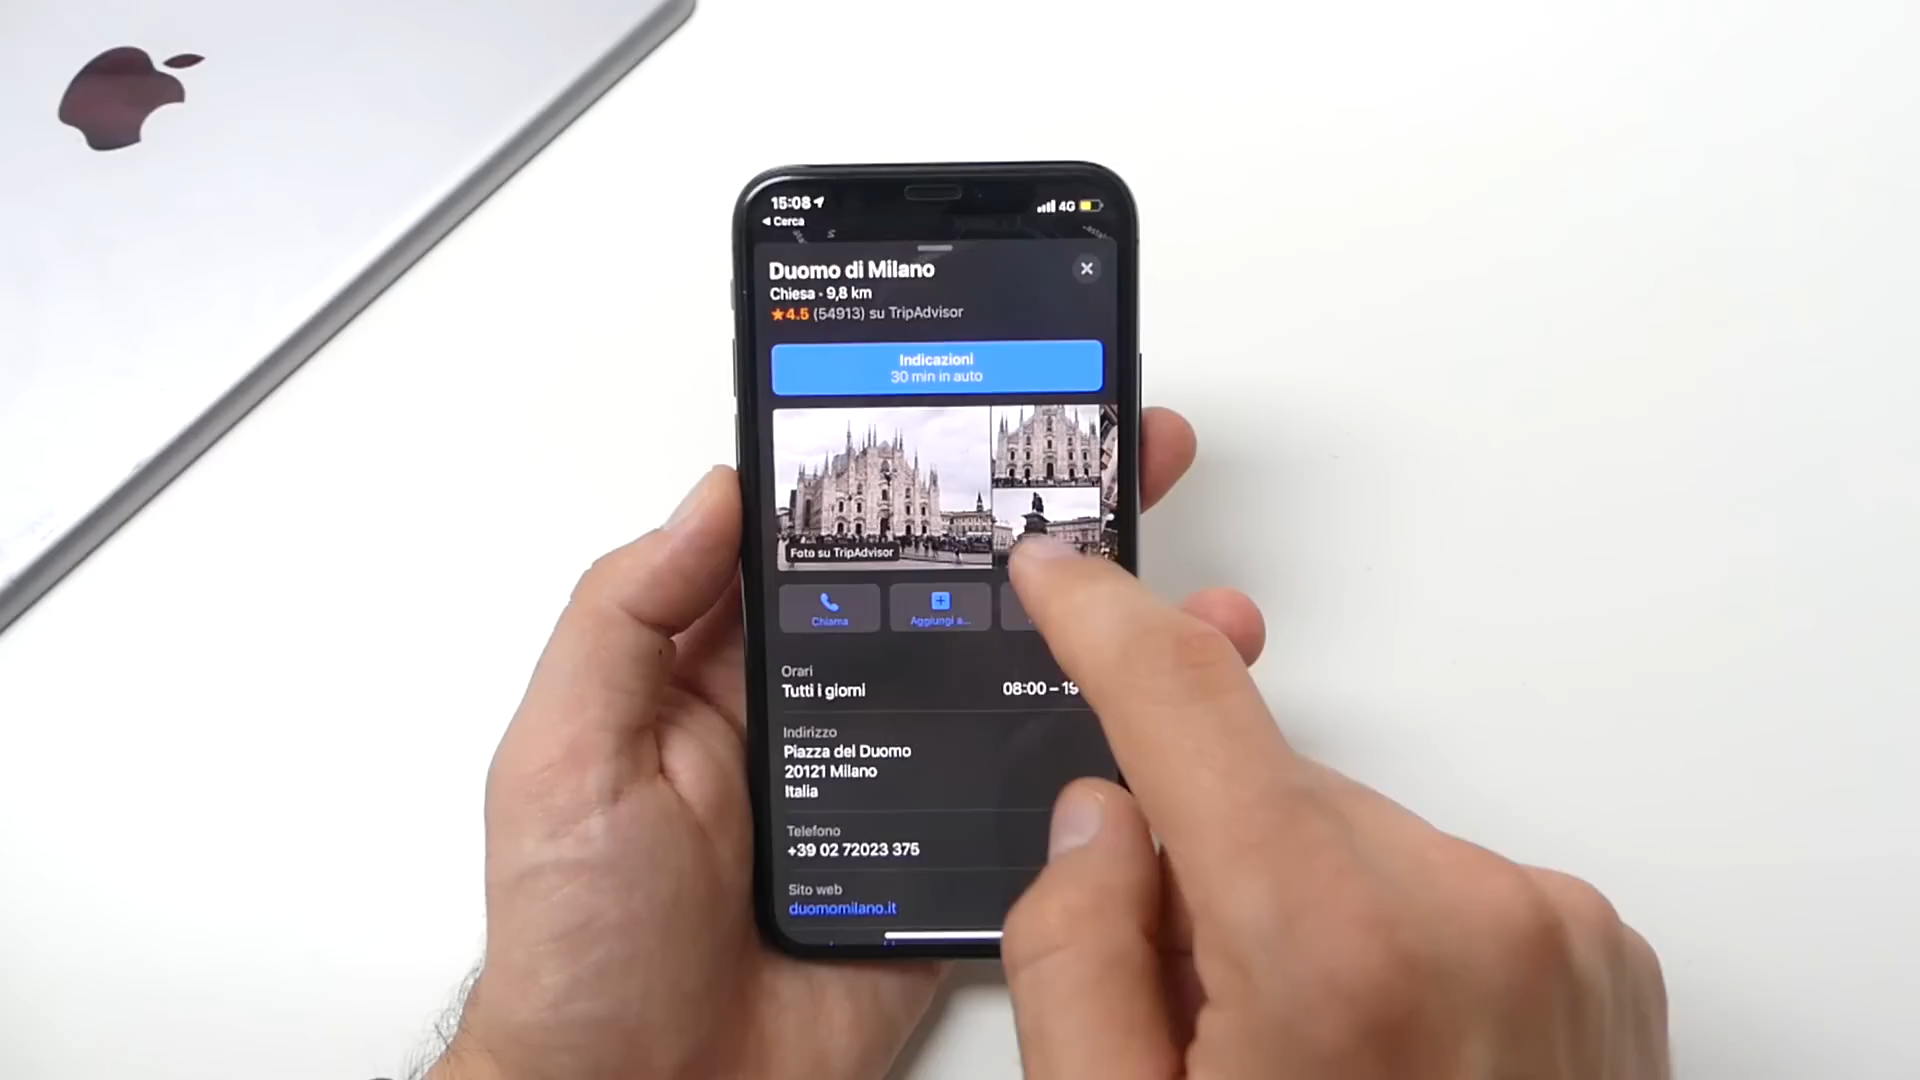 15:08
4G
Cerca
Duomo di Milano
Chiesa · 9,8 km
★4.5 (54913) su TripAdvisor
Indicazioni
30 min in auto
Foto su TripAdvisor
Chiama
Aggiungi a...
Orari
Tutti i giorni
08:00 – 19
Indirizzo
Piazza del Duomo
20121 Milano
Italia
Telefono
+39 02 72023 375
Sito web
duomomilano.it